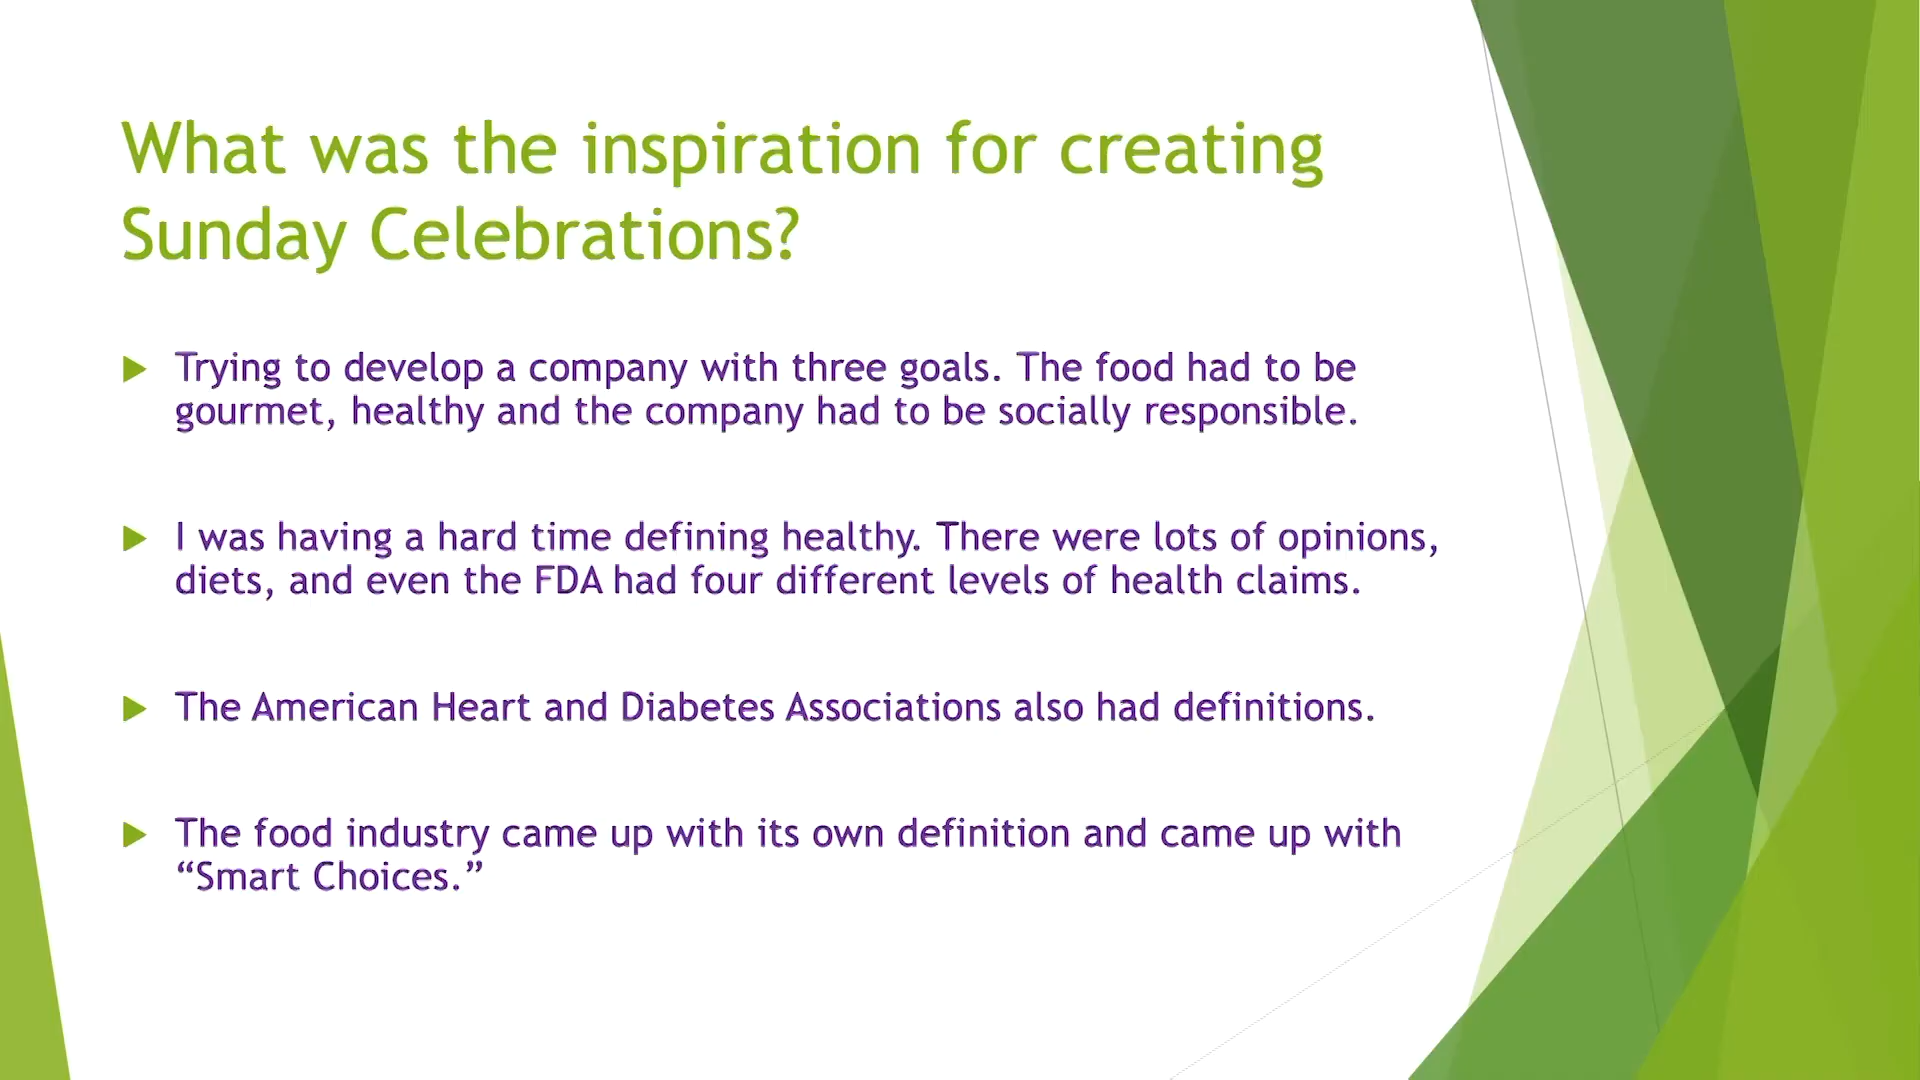 What was the inspiration for creating
Sunday Celebrations?
Trying to develop a company with three goals. The food had to be
gourmet, healthy and the company had to be socially responsible.
I was having a hard time defining healthy. There were lots of opinions,
diets, and even the FDA had four different levels of health claims.
The American Heart and Diabetes Associations also had definitions.
The food industry came up with its own definition and came up with
“Smart Choices.”